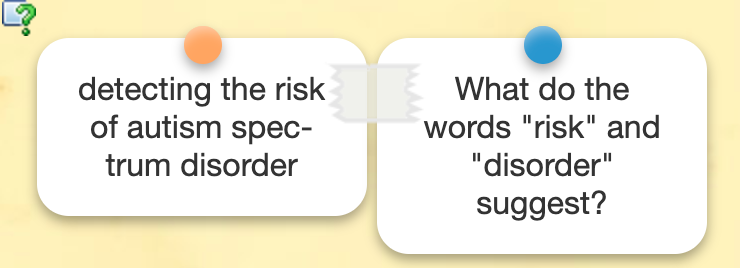 detecting the risk
of autism spec-
trum disorder
What do the
words "risk" and
"disorder"
suggest?